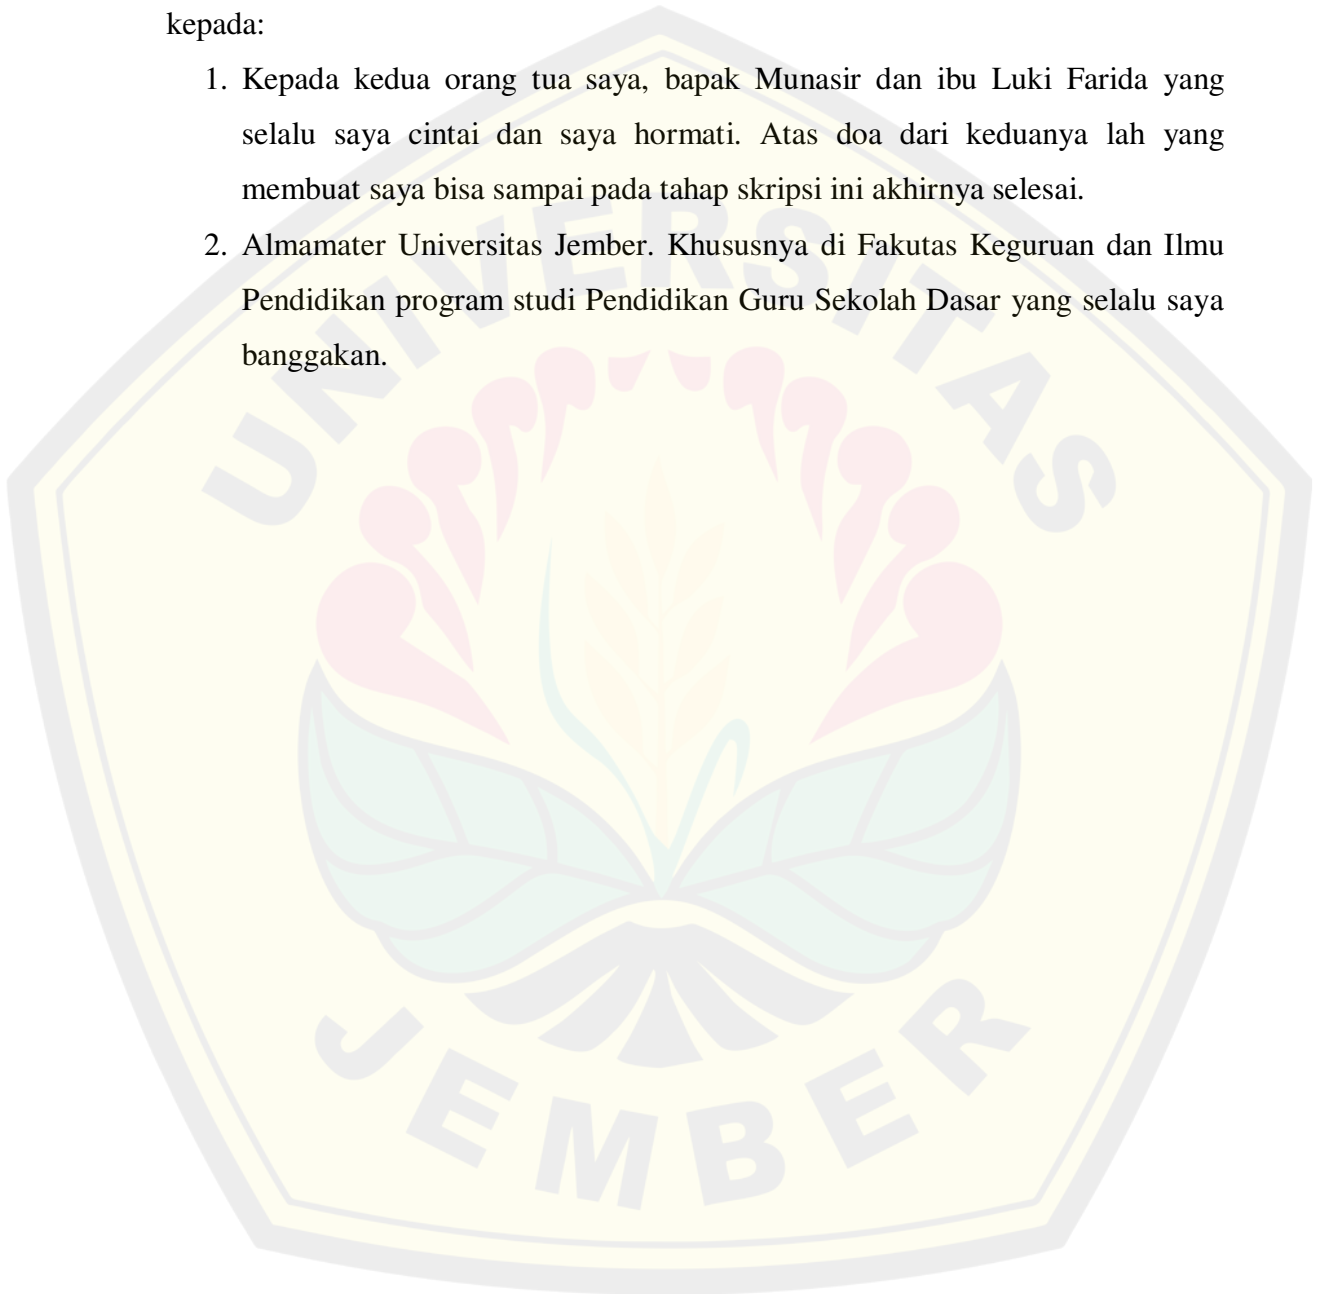 kepada:
1. Kepada kedua orang tua saya, bapak Munasir dan ibu Luki Farida yang
selalu saya cintai dan saya hormati. Atas doa dari keduanya lah yang
membuat saya bisa sampai pada tahap skripsi ini akhirnya selesai.
2. Almamater Universitas Jember. Khususnya di Fakutas Keguruan dan Ilmu
Pendidikan program studi Pendidikan Guru Sekolah Dasar yang selalu saya
banggakan.
UNIVERSITAS
JEMBER